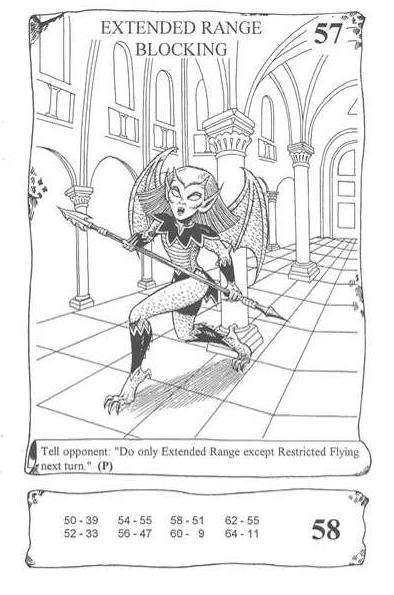 EXTENDED RANGE
BLOCKING
57
Tell opponent: "Do only Extended Range except Restricted Flying
next turn." (P)
50 - 39 54 - 55 58 - 51 62 - 55
52 - 33 56 - 47 60 - 9 64 - 11
58